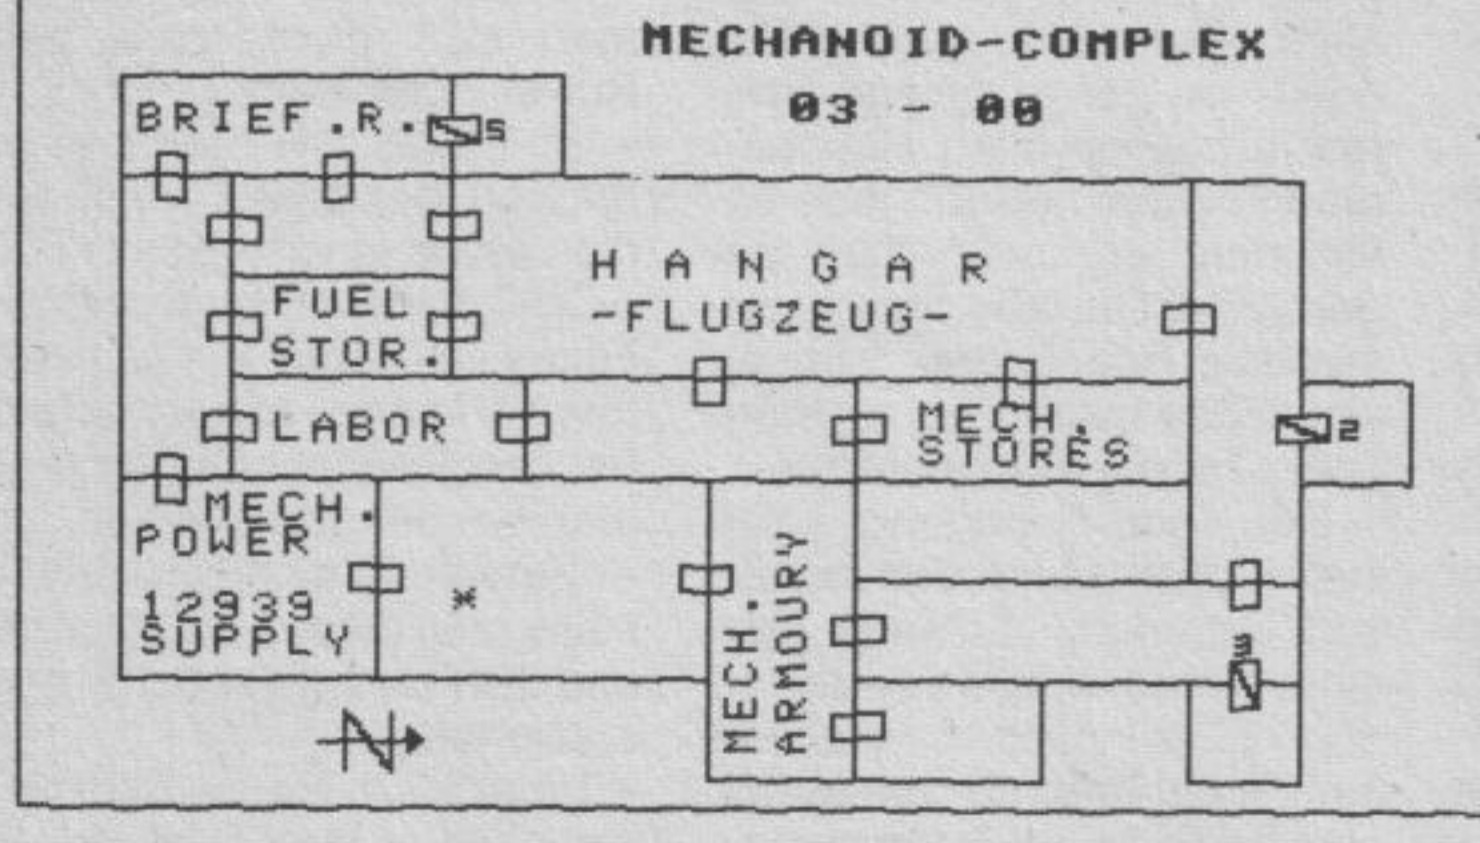 MECHANOID-COMPLEX
03 - 00
BRIEF.R.
5
HANGAR
-FLUGZEUG-
FUEL
STOR.
LABOR
MECH.
STORES
2
MECH.
POWER
12939
SUPPLY
*
MECH.
ARMOURY
3
N